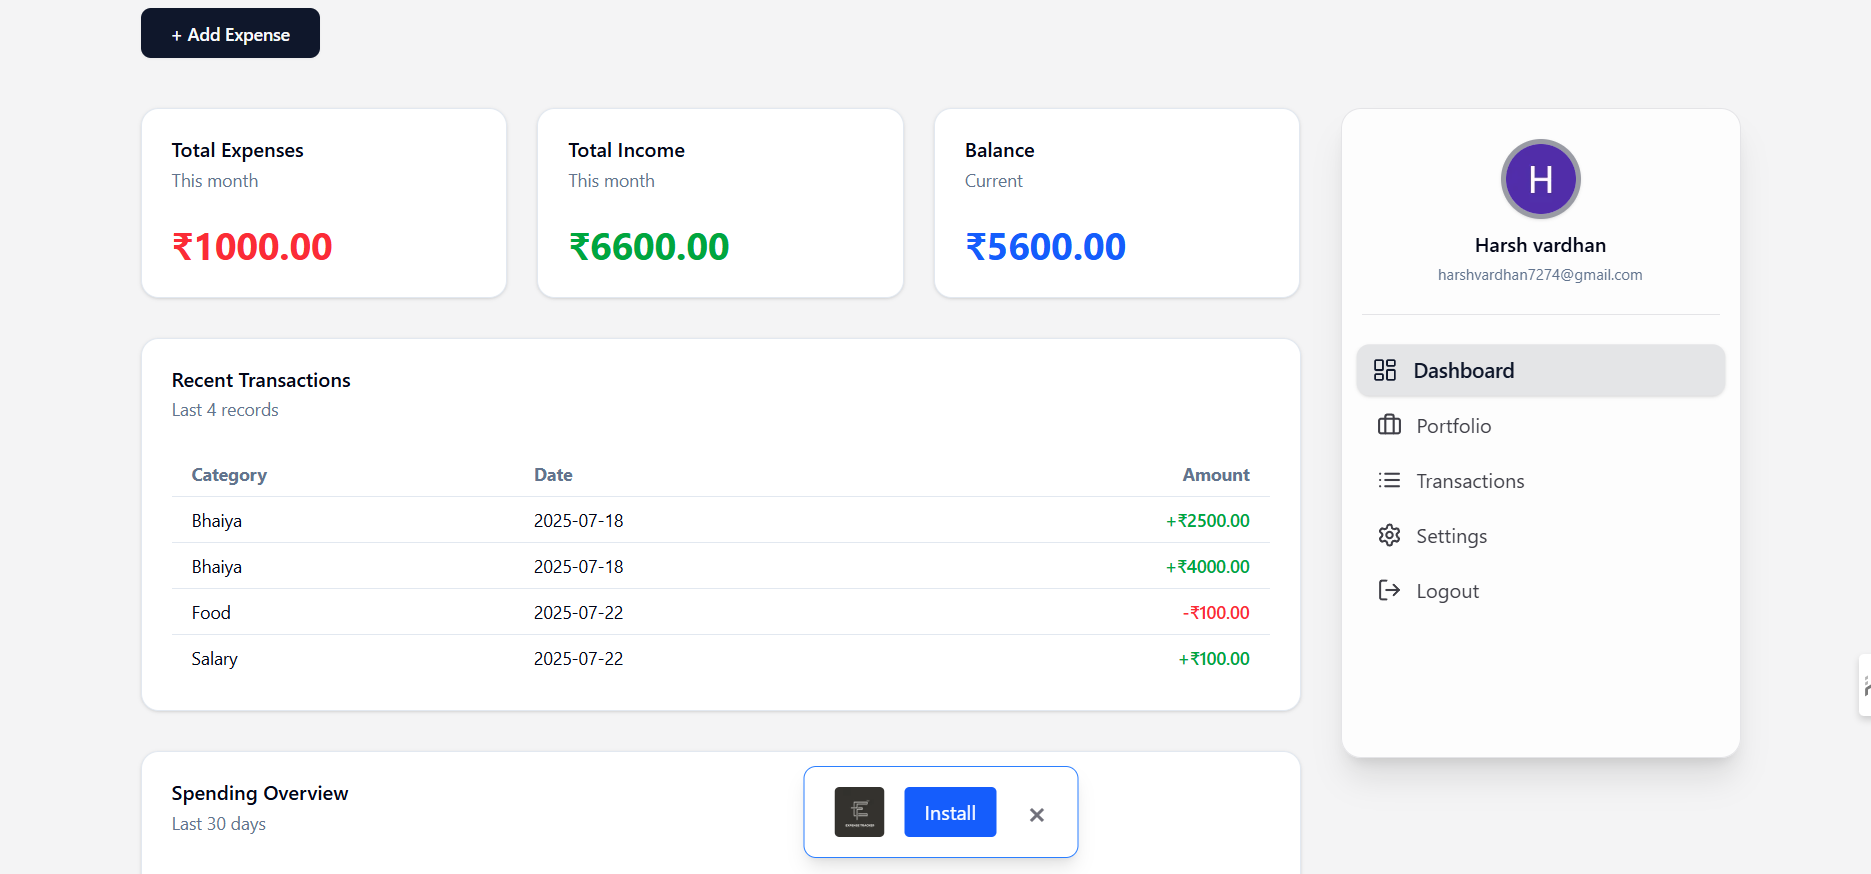 + Add Expense
Total Expenses
This month
₹1000.00
Total Income
This month
₹6600.00
Balance
Current
₹5600.00
Recent Transactions
Last 4 records
Category Date Amount
Bhaiya 2025-07-18 +₹2500.00
Bhaiya 2025-07-18 +₹4000.00
Food 2025-07-22 -₹100.00
Salary 2025-07-22 +₹100.00
Spending Overview
Last 30 days
EXPENSE TRACKER
Install
H
Harsh vardhan
harshvardhan7274@gmail.com
Dashboard
Portfolio
Transactions
Settings
Logout